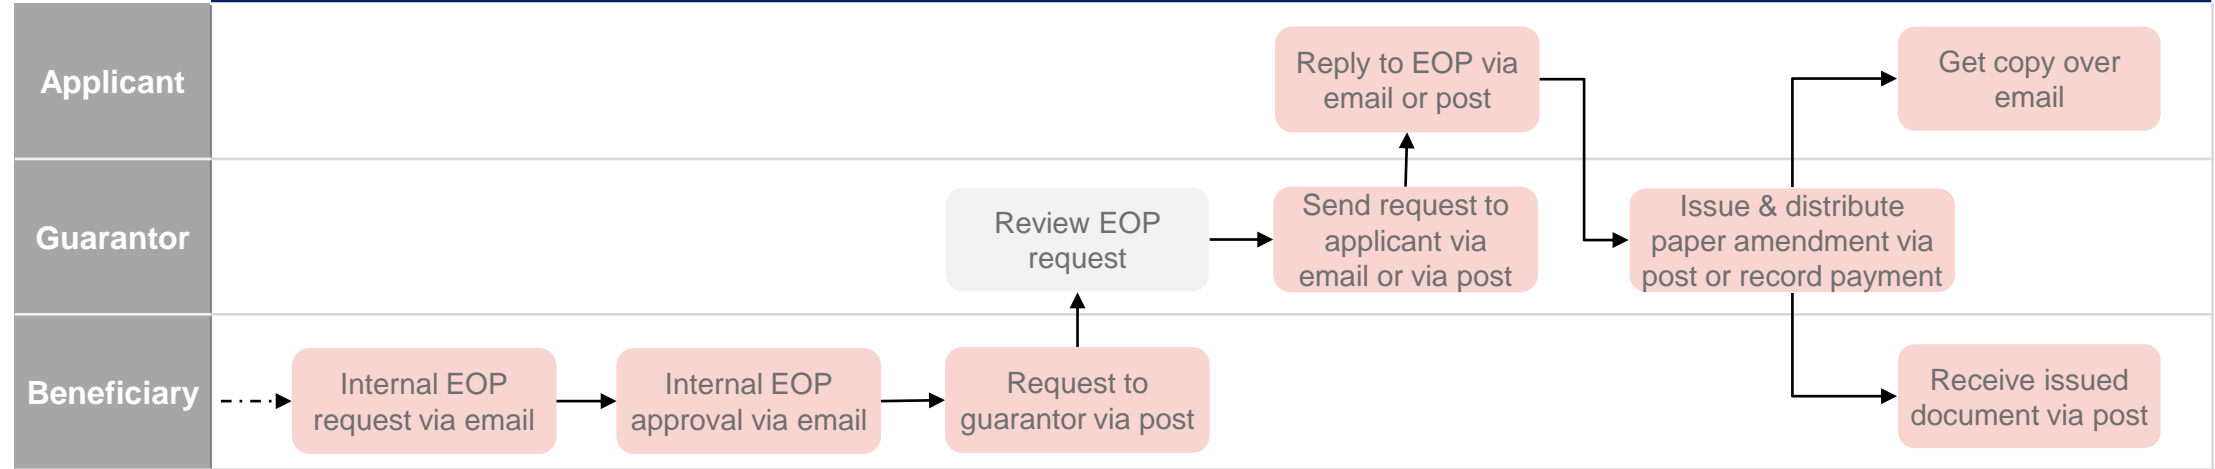 Applicant
Reply to EOP via
email or post
Get copy over
email
Guarantor
Review EOP
request
Send request to
applicant via
email or via post
Issue & distribute
paper amendment via
post or record payment
Beneficiary
Internal EOP
request via email
Internal EOP
approval via email
Request to
guarantor via post
Receive issued
document via post